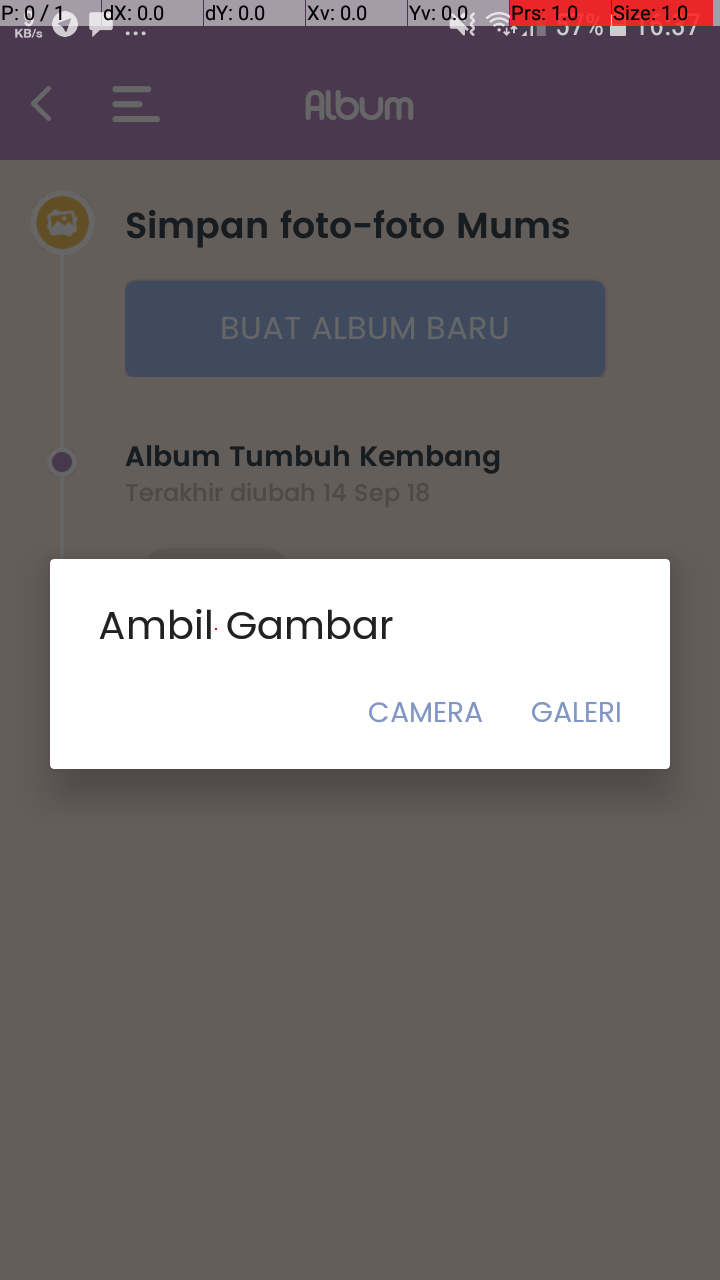 P: 0 / 1 dX: 0.0 dY: 0.0 Xv: 0.0 Yv: 0.0 Prs: 1.0 Size: 1.0
KB/s 57% 16:57
Album
Simpan foto-foto Mums
BUAT ALBUM BARU
Album Tumbuh Kembang
Terakhir diubah 14 Sep 18
Ambil Gambar
CAMERA GALERI